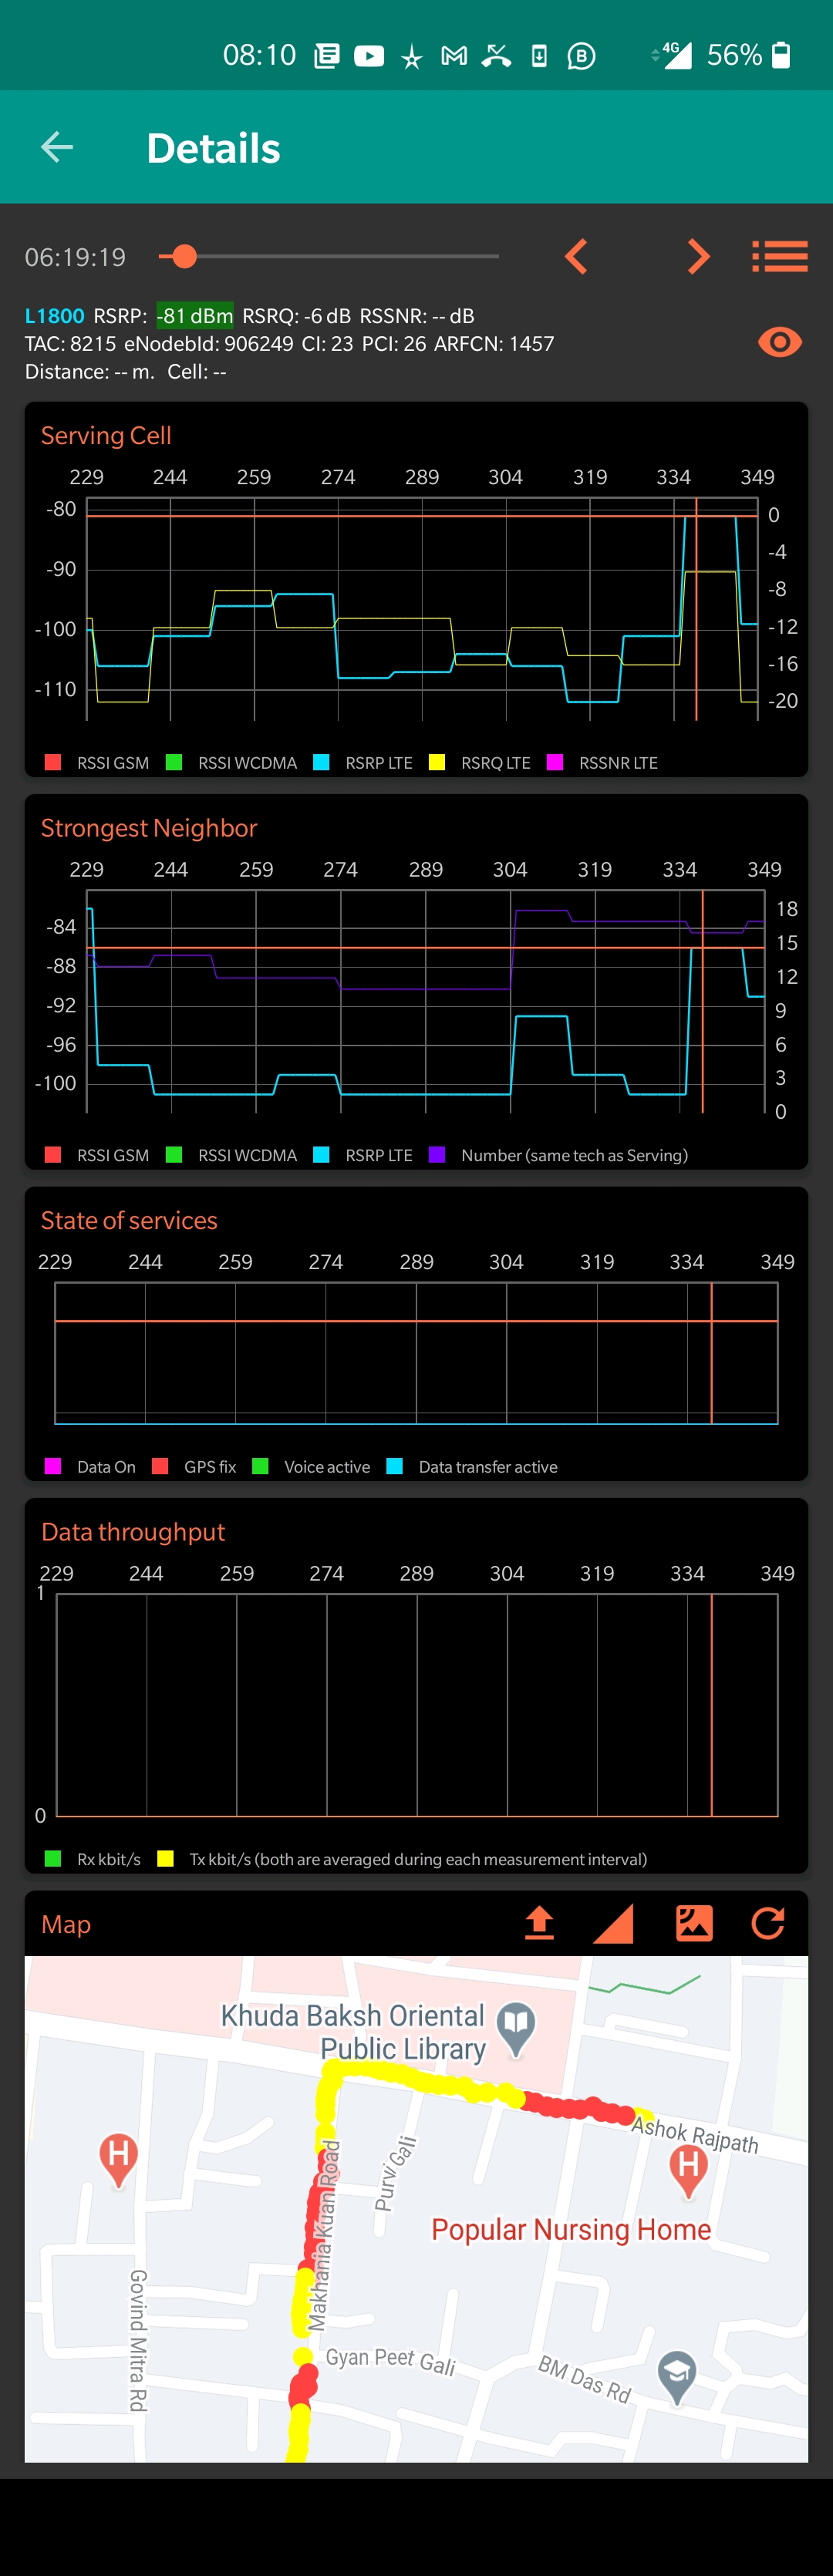 08:10 4G 56%
Details
06:19:19
L1800 RSRP: -81 dBm RSRQ: -6 dB RSSNR: -- dB
TAC: 8215 eNodebId: 906249 CI: 23 PCI: 26 ARFCN: 1457
Distance: -- m. Cell: --
Serving Cell
229 244 259 274 289 304 319 334 349
-80 0
-4
-90 -8
-100 -12
-16
-110 -20
RSSI GSM RSSI WCDMA RSRP LTE RSRQ LTE RSSNR LTE
Strongest Neighbor
229 244 259 274 289 304 319 334 349
18
-84
15
-88 12
-92 9
-96 6
-100 3
0
RSSI GSM RSSI WCDMA RSRP LTE Number (same tech as Serving)
State of services
229 244 259 274 289 304 319 334 349
Data On GPS fix Voice active Data transfer active
Data throughput
229 244 259 274 289 304 319 334 349
1
0
Rx kbit/s Tx kbit/s (both are averaged during each measurement interval)
Map
Khuda Baksh Oriental
Public Library
Ashok Rajpath
H
H
Purvi Gali
Makhania Kuan Road
Popular Nursing Home
Govind Mitra Rd
Gyan Peet Gali
BM Das Rd